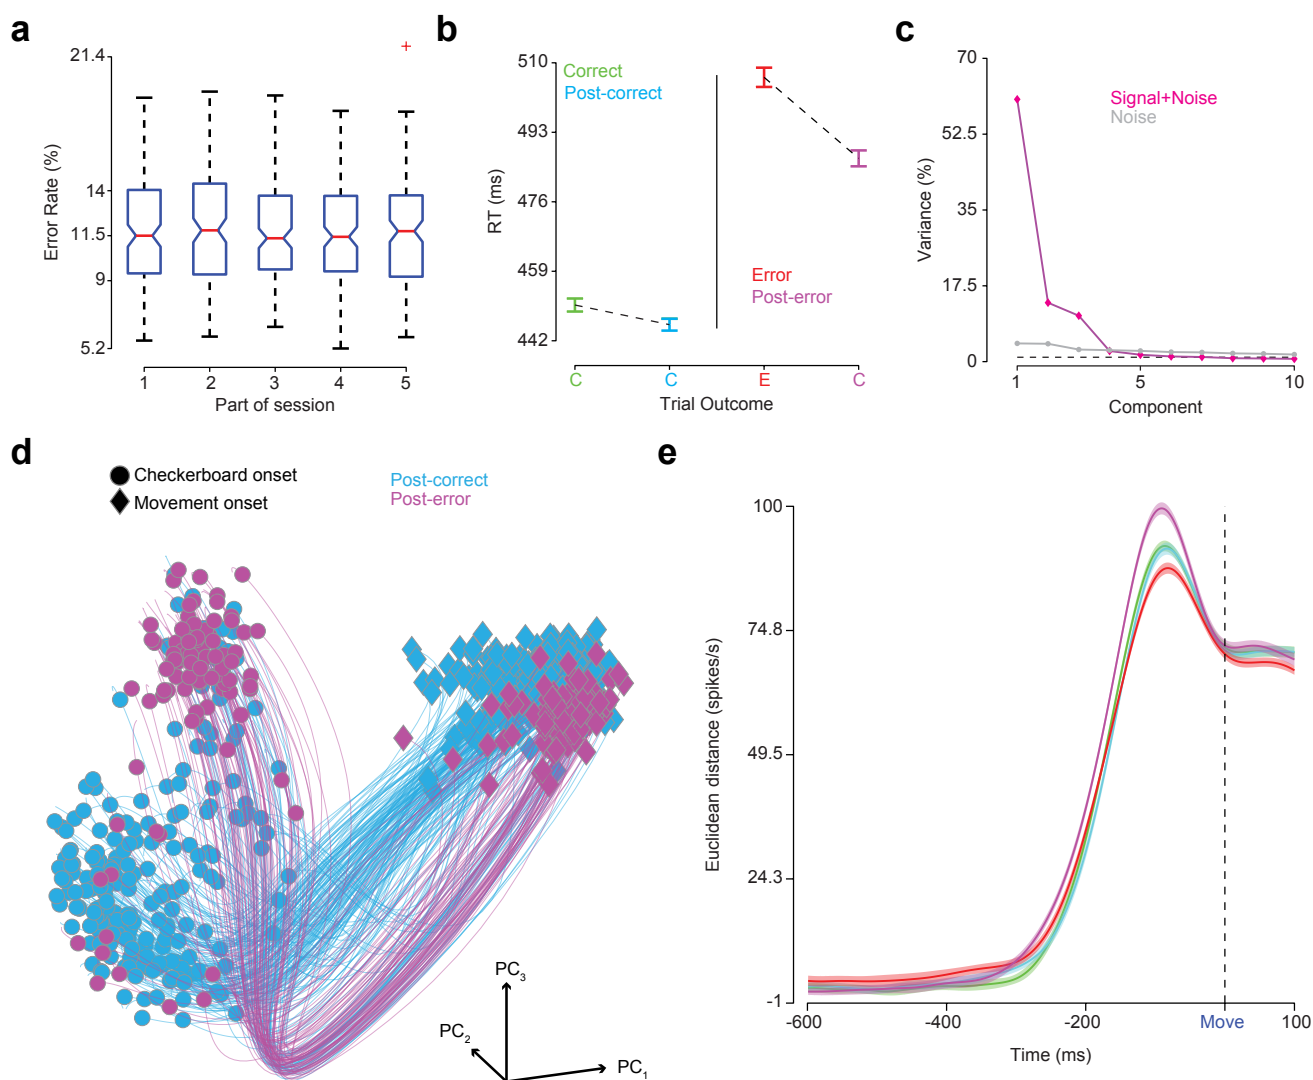 a
Error Rate (%)
21.4
14
11.5
9
5.2
1 2 3 4 5
Part of session
b
RT (ms)
510
493
476
459
442
Correct
Post-correct
Error
Post-error
C C E C
Trial Outcome
c
Variance (%)
70
52.5
35
17.5
0
Signal+Noise
Noise
1 5 10
Component
d
Checkerboard onset
Movement onset
Post-correct
Post-error
PC3
PC2
PC1
e
Euclidean distance (spikes/s)
100
74.8
49.5
24.3
-1
-600 -400 -200 Move 100
Time (ms)